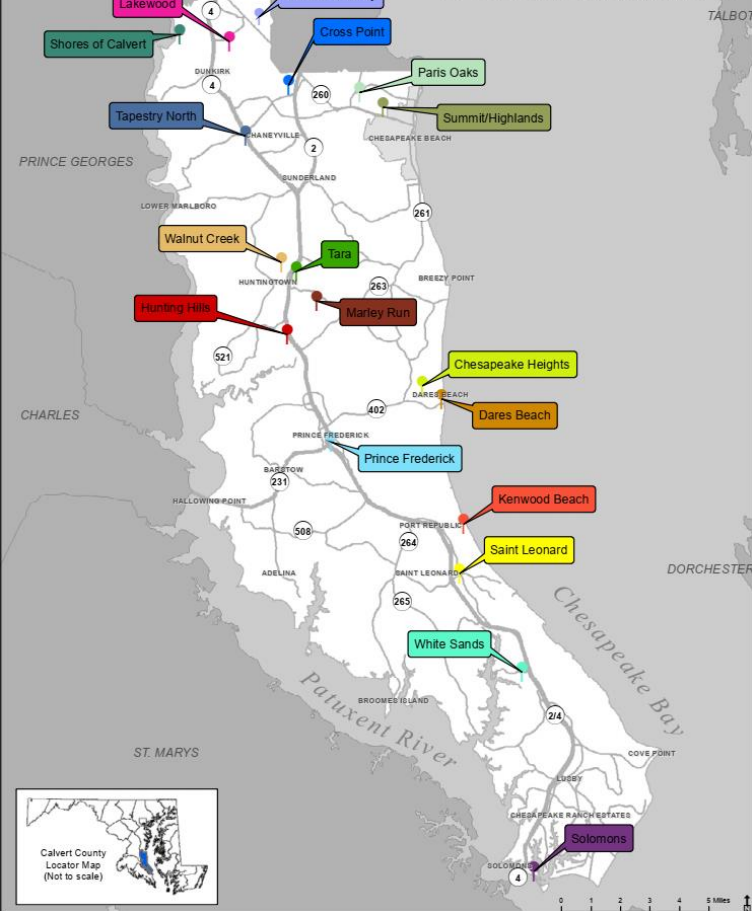 Lakewood
4
TALBOT
Shores of Calvert
Cross Point
DUNKIRK
4
260
Paris Oaks
Tapestry North
Summit/Highlands
HANEYVILLE
CHESAPEAKE BEACH
2
PRINCE GEORGES
SUNDERLAND
LOWER MARLBORO
261
Walnut Creek
Tara
HUNTINGTOWN
263
BREEZY POINT
Hunting Hills
Marley Run
521
Chesapeake Heights
DARES BEACH
CHARLES
402
Dares Beach
PRINCE FREDERICK
Prince Frederick
BARSTOW
231
HALLOWING POINT
Kenwood Beach
508
PORT REPUBLIC
264
Saint Leonard
ADELINA
SAINT LEONARD
DORCHESTER
265
Chesapeake Bay
White Sands
Patuxent River
BROOMES ISLAND
2/4
ST. MARYS
COVE POINT
LUSBY
CHESAPEAKE RANCH ESTATES
Solomons
Calvert County
Locator Map
(Not to scale)
SOLOMONS
4
0 1 2 3 4 5 Miles